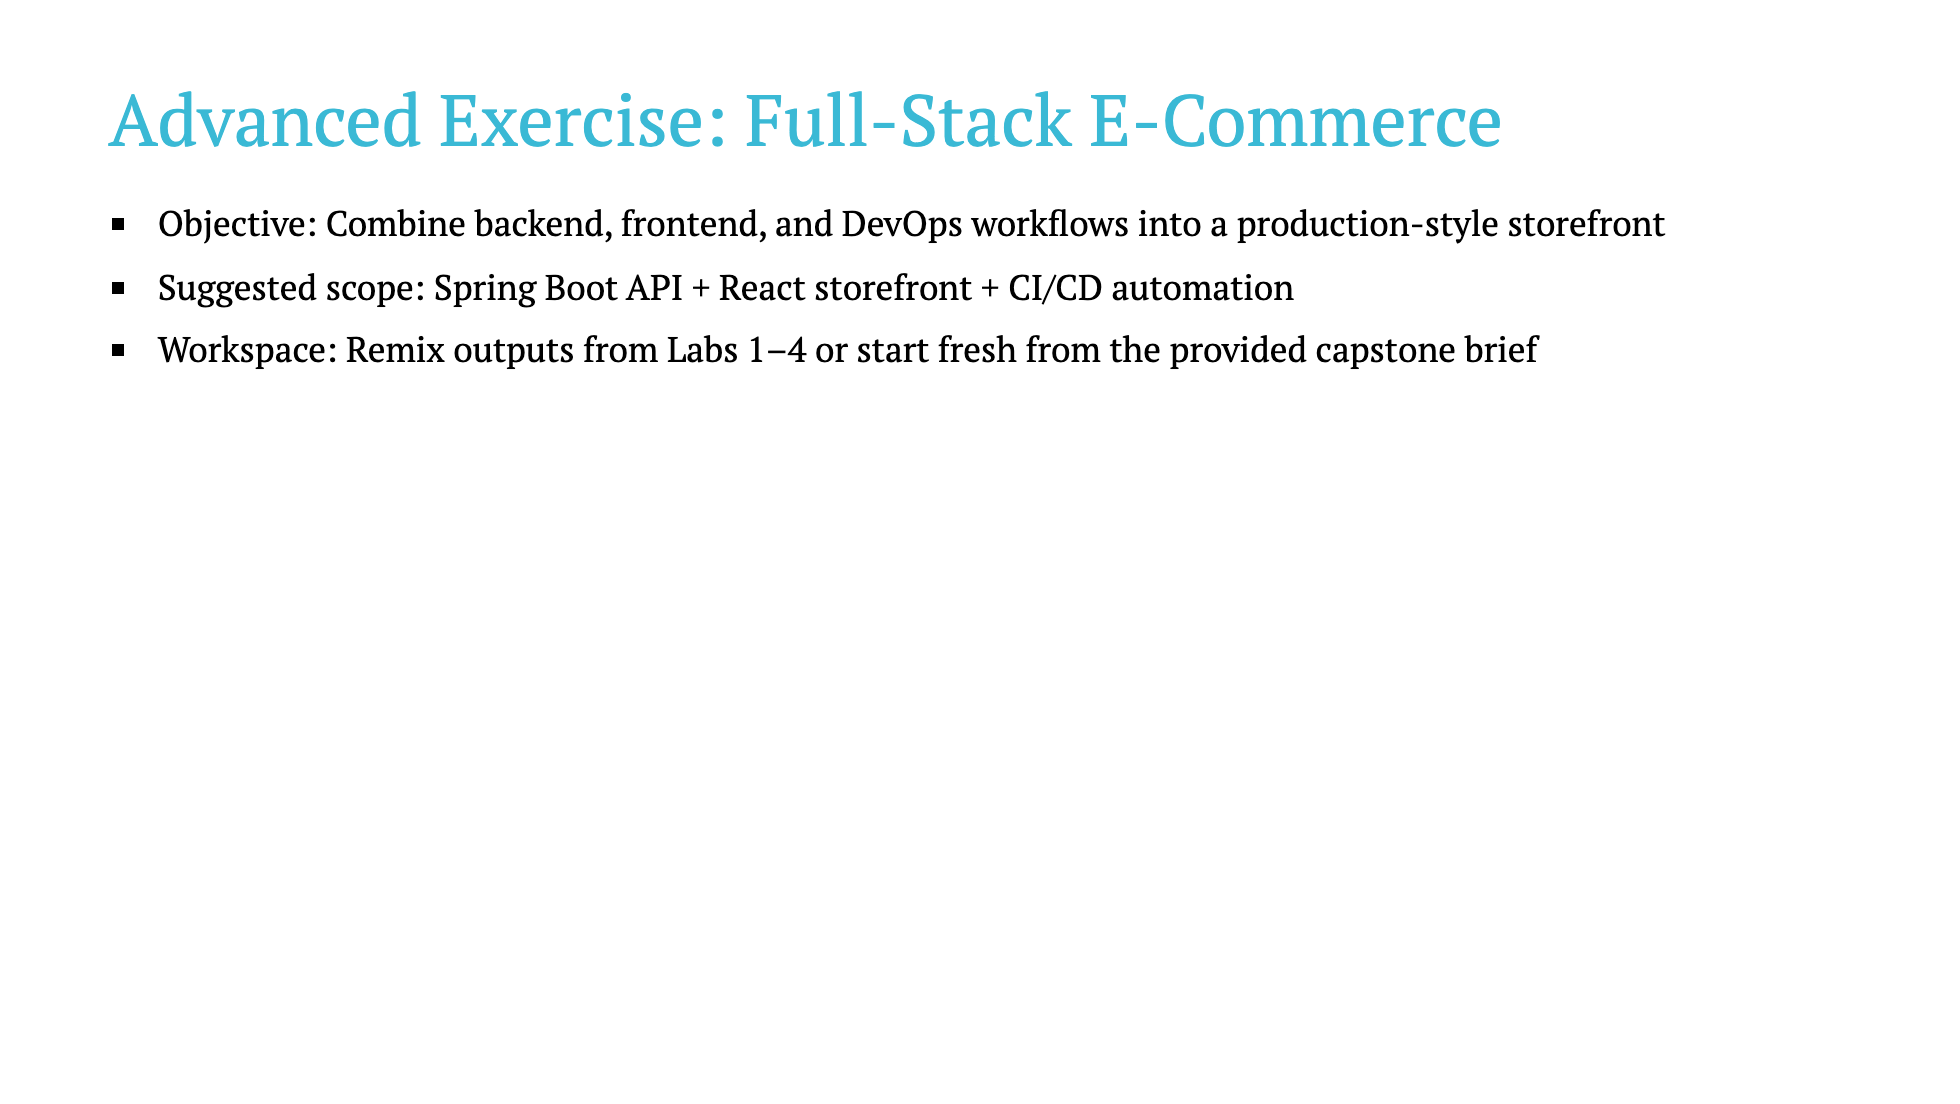 Advanced Exercise: Full-Stack E-Commerce
▪ Objective: Combine backend, frontend, and DevOps workflows into a production-style storefront
▪ Suggested scope: Spring Boot API + React storefront + CI/CD automation
▪ Workspace: Remix outputs from Labs 1–4 or start fresh from the provided capstone brief